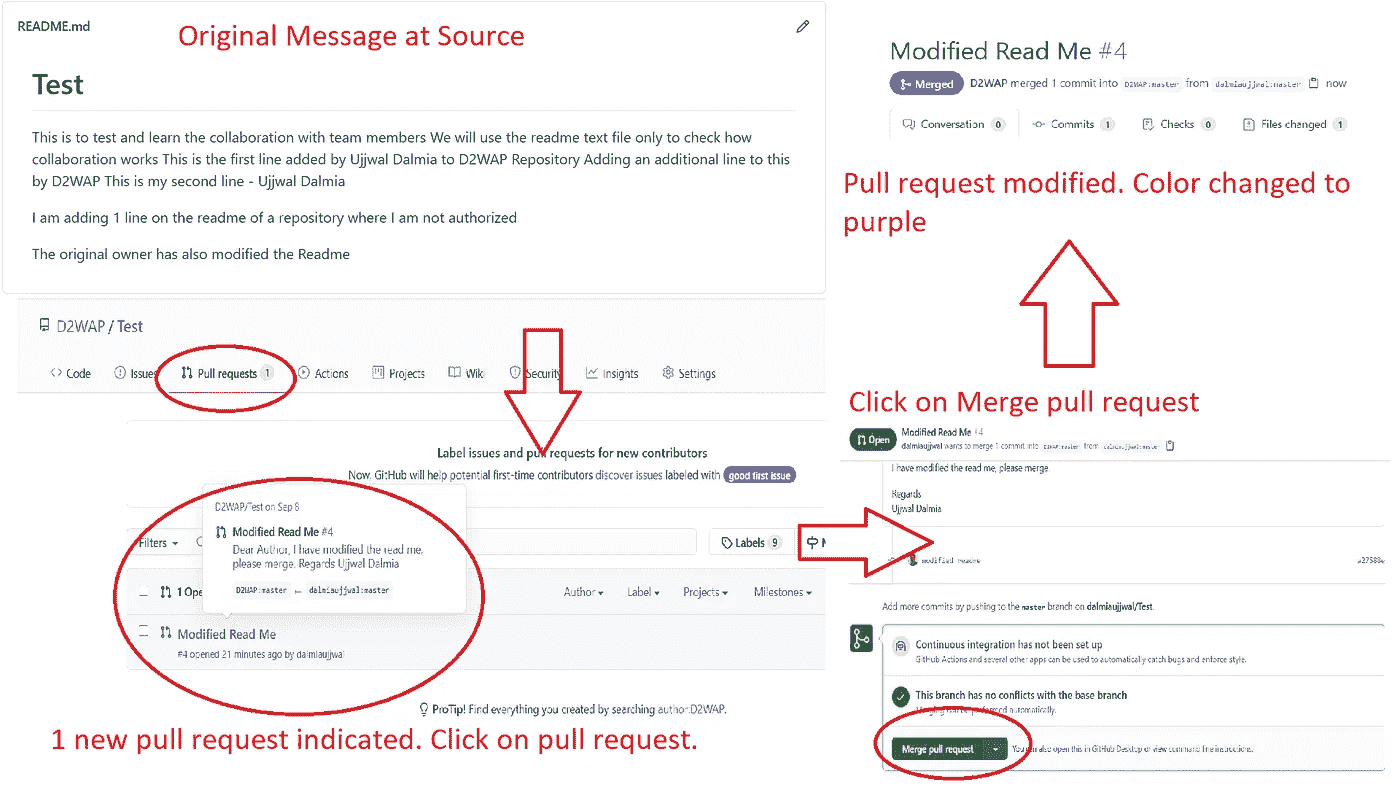 README.md
Original Message at Source
Test
This is to test and learn the collaboration with team members We will use the readme text file only to check how
collaboration works This is the first line added by Ujjwal Dalmia to D2WAP Repository Adding an additional line to this
by D2WAP This is my second line - Ujjwal Dalmia
I am adding 1 line on the readme of a repository where I am not authorized
The original owner has also modified the Readme
D2WAP / Test
Code Issues Pull requests 1 Actions Projects Wiki Security Insights Settings
Label issues and pull requests for new contributors
Now, GitHub will help potential first-time contributors discover issues labeled with good first issue
D2WAP/Test on Sep 8
Modified Read Me #4
Dear Author, I have modified the read me,
please merge. Regards Ujjwal Dalmia
D2WAP:master ← dalmiaujjwal:master
Filters Labels 9
1 Ope Author Label Projects Milestones
Modified Read Me
#4 opened 21 minutes ago by dalmiaujjwal
ProTip! Find everything you created by searching author:D2WAP.
1 new pull request indicated. Click on pull request.
Modified Read Me #4
Merged D2WAP merged 1 commit into D2WAP:master from dalmiaujjwal:master now
Conversation 0 Commits 1 Checks 0 Files changed 1
Pull request modified. Color changed to
purple
Click on Merge pull request
Open Modified Read Me #4
dalmiaujjwal wants to merge 1 commit into D2WAP:master from dalmiaujjwal:master
I have modified the read me, please merge.
Regards
Ujjwal Dalmia
modified readme a27588e
Add more commits by pushing to the master branch on dalmiaujjwal/Test.
Continuous integration has not been set up
GitHub Actions and several other apps can be used to automatically catch bugs and enforce style.
This branch has no conflicts with the base branch
Merging can be performed automatically.
Merge pull request You can also open this in GitHub Desktop or view command line instructions.